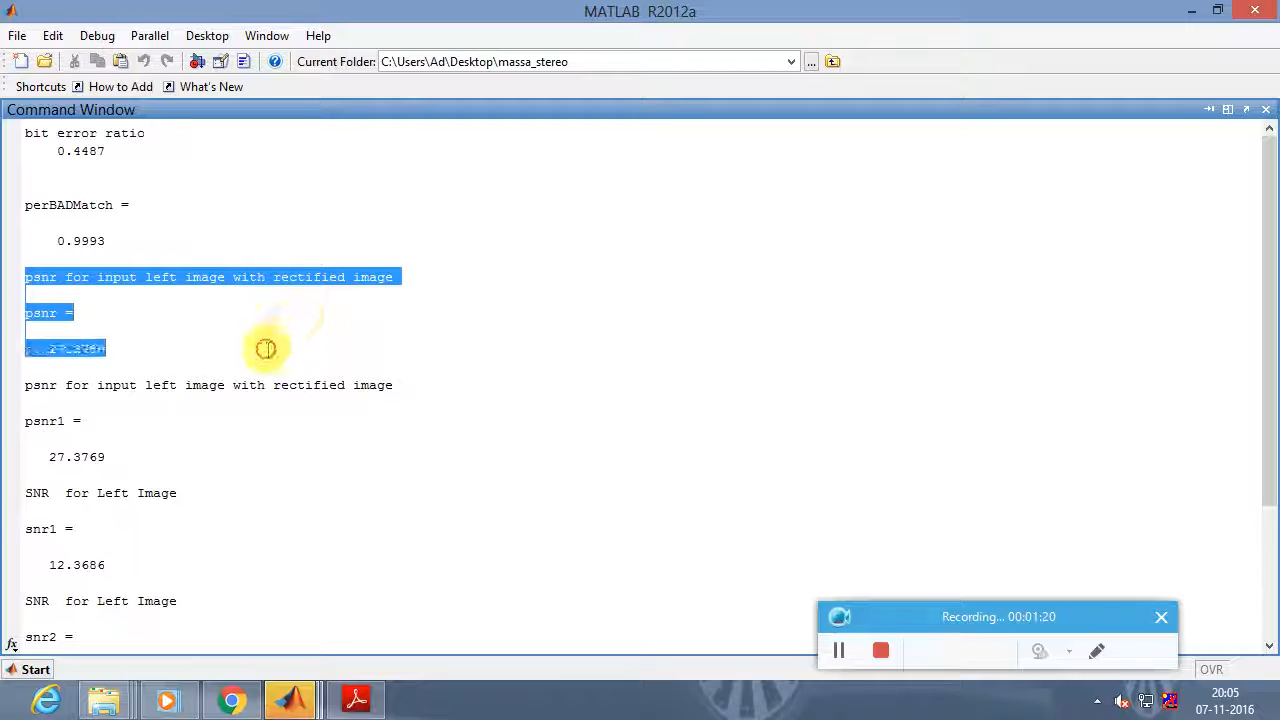 MATLAB R2012a
File Edit Debug Parallel Desktop Window Help
Current Folder: C:\Users\Ad\Desktop\massa_stereo
Shortcuts How to Add What's New
Command Window
bit error ratio
0.4487
perBADMatch =
0.9993
psnr for input left image with rectified image
psnr =
psnr for input left image with rectified image
psnr1 =
27.3769
SNR for Left Image
snr1 =
12.3686
SNR for Left Image
snr2 =
fx
Recording... 00:01:20
Start
OVR
20:05
07-11-2016